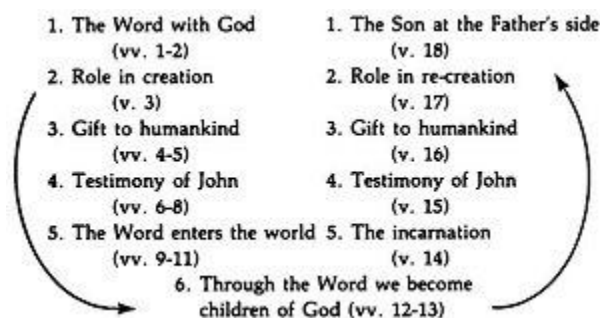 1. The Word with God 1. The Son at the Father's side
(vv. 1-2) (v. 18)
2. Role in creation 2. Role in re-creation
(v. 3) (v. 17)
3. Gift to humankind 3. Gift to humankind
(vv. 4-5) (v. 16)
4. Testimony of John 4. Testimony of John
(vv. 6-8) (v. 15)
5. The Word enters the world 5. The incarnation
(vv. 9-11) (v. 14)
6. Through the Word we become
children of God (vv. 12-13)